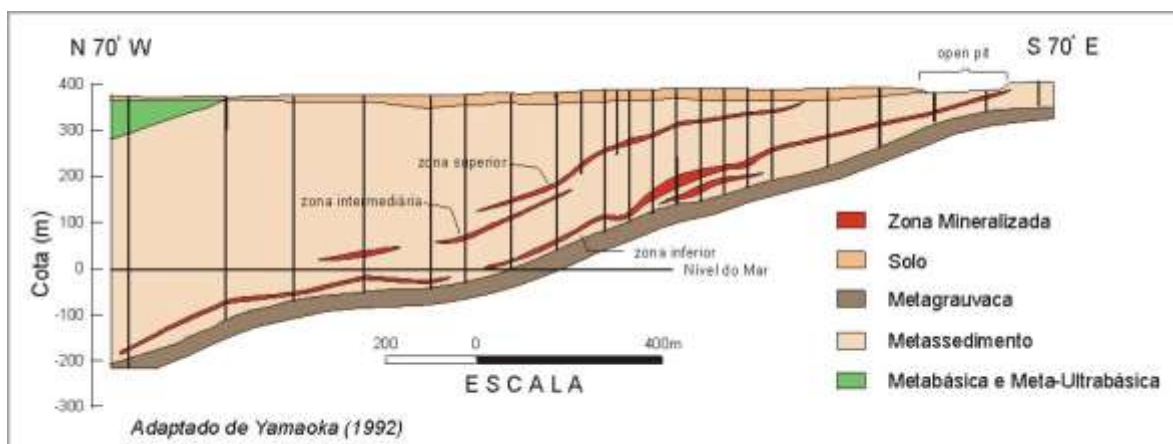 N 70° W
S 70° E
open pit
400
300
200
100
0
-100
-200
-300
Cota (m)
zona superior
zona intermediária
zona inferior
Nível do Mar
Zona Mineralizada
Solo
Metagrauvaca
Metassedimento
Metabásica e Meta-Ultrabásica
200 0 400m
ESCALA
Adaptado de Yamaoka (1992)